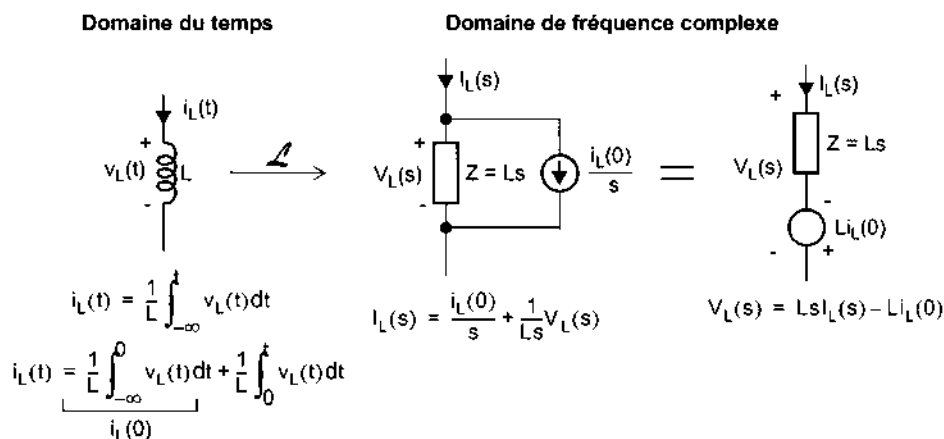 Domaine du temps
Domaine de fréquence complexe
i_L(t)
+
v_L(t)
L
-
ℒ
I_L(s)
+
V_L(s)
Z = Ls
-
i_L(0)/s
=
I_L(s)
+
Z = Ls
V_L(s)
-
Li_L(0)
-
+
i_L(t) = 1/L ∫_{-∞}^{t} v_L(t)dt
i_L(t) = 1/L ∫_{-∞}^{0} v_L(t)dt + 1/L ∫_{0}^{t} v_L(t)dt
i_L(0)
I_L(s) = i_L(0)/s + 1/Ls V_L(s)
V_L(s) = LsI_L(s) – Li_L(0)